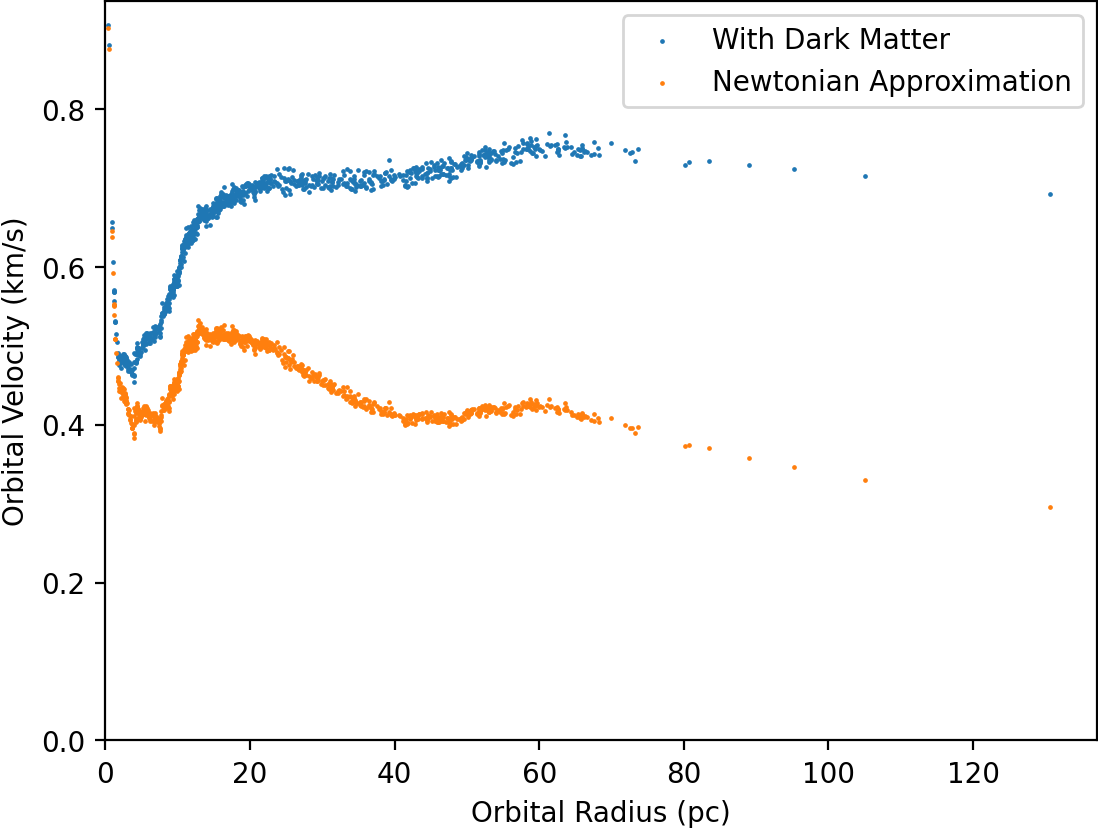 With Dark Matter
Newtonian Approximation
Orbital Velocity (km/s)
0.8
0.6
0.4
0.2
0.0
0 20 40 60 80 100 120
Orbital Radius (pc)